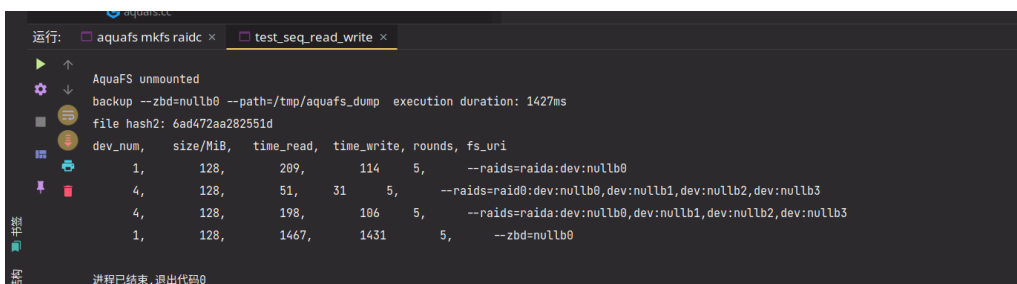 aquafs.cc
运行: aquafs mkfs raidc × test_seq_read_write ×
AquaFS unmounted
backup --zbd=nullb0 --path=/tmp/aquafs_dump  execution duration: 1427ms
file hash2: 6ad472aa282551d
dev_num,    size/MiB,   time_read,  time_write, rounds, fs_uri
1,        128,        209,      114     5,      --raids=raida:dev:nullb0
4,        128,        51,     31      5,      --raids=raid0:dev:nullb0,dev:nullb1,dev:nullb2,dev:nullb3
4,        128,        198,      106     5,      --raids=raida:dev:nullb0,dev:nullb1,dev:nullb2,dev:nullb3
1,        128,        1467,     1431        5,      --zbd=nullb0
书签
结构
进程已结束,退出代码0